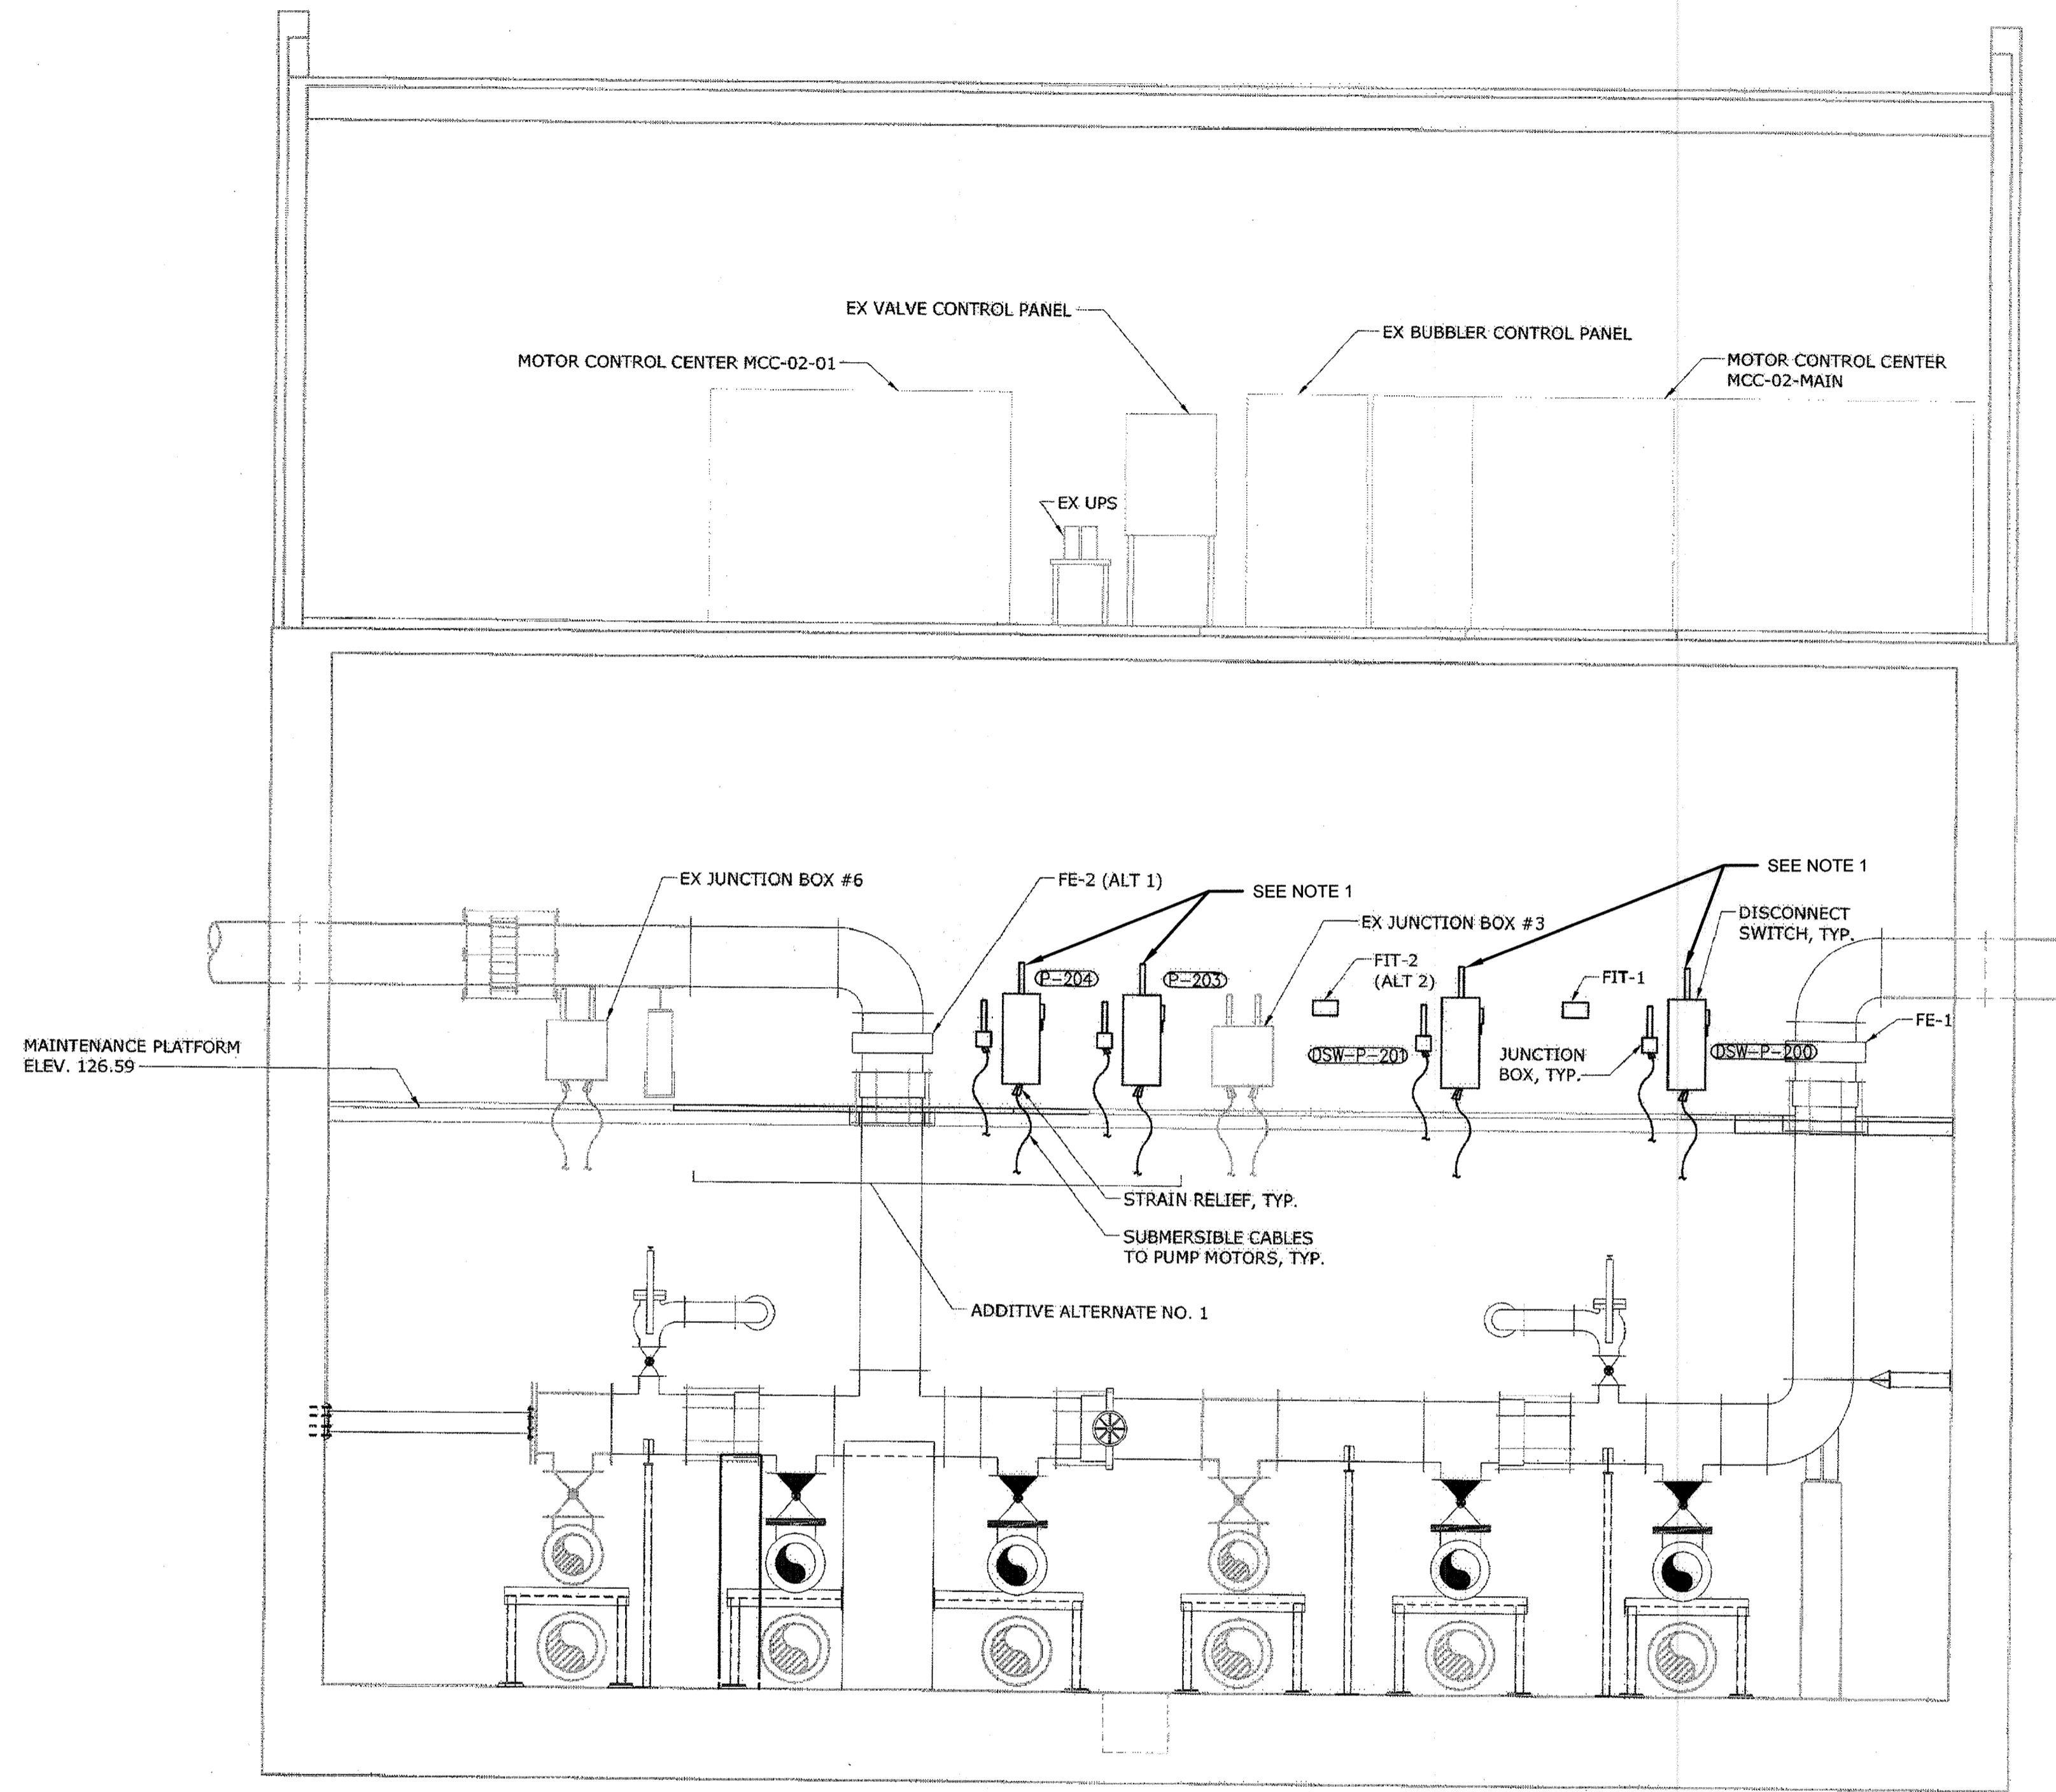 EX VALVE CONTROL PANEL
EX BUBBLER CONTROL PANEL
MOTOR CONTROL CENTER MCC-02-01
MOTOR CONTROL CENTER
MCC-02-MAIN
EX UPS
SEE NOTE 1
EX JUNCTION BOX #6
FE-2 (ALT 1)
SEE NOTE 1
DISCONNECT
SWITCH, TYP.
EX JUNCTION BOX #3
FIT-2
(ALT 2)
P-204
P-203
FIT-1
FE-1
MAINTENANCE PLATFORM
ELEV. 126.59
DSW-P-201
JUNCTION
BOX, TYP.
DSW-P-200
STRAIN RELIEF, TYP.
SUBMERSIBLE CABLES
TO PUMP MOTORS, TYP.
ADDITIVE ALTERNATE NO. 1